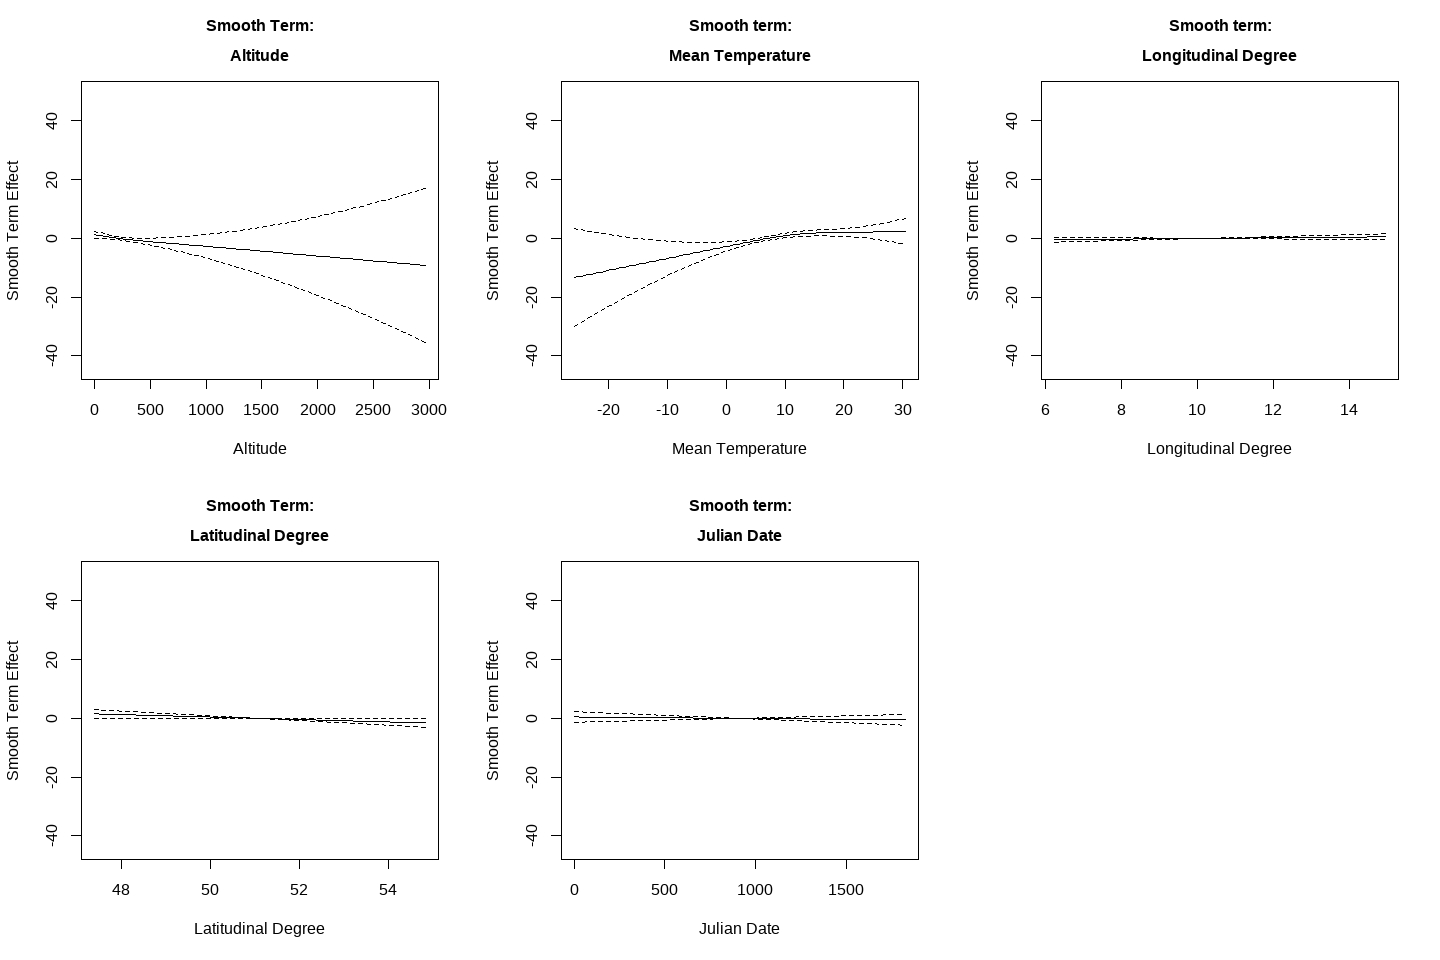 Smooth Term:
Altitude
Smooth Term Effect
40
20
0
-20
-40
0 500 1000 1500 2000 2500 3000
Altitude
Smooth term:
Mean Temperature
Smooth Term Effect
40
20
0
-20
-40
-20 -10 0 10 20 30
Mean Temperature
Smooth term:
Longitudinal Degree
Smooth Term Effect
40
20
0
-20
-40
6 8 10 12 14
Longitudinal Degree
Smooth Term:
Latitudinal Degree
Smooth Term Effect
40
20
0
-20
-40
48 50 52 54
Latitudinal Degree
Smooth term:
Julian Date
Smooth Term Effect
40
20
0
-20
-40
0 500 1000 1500
Julian Date